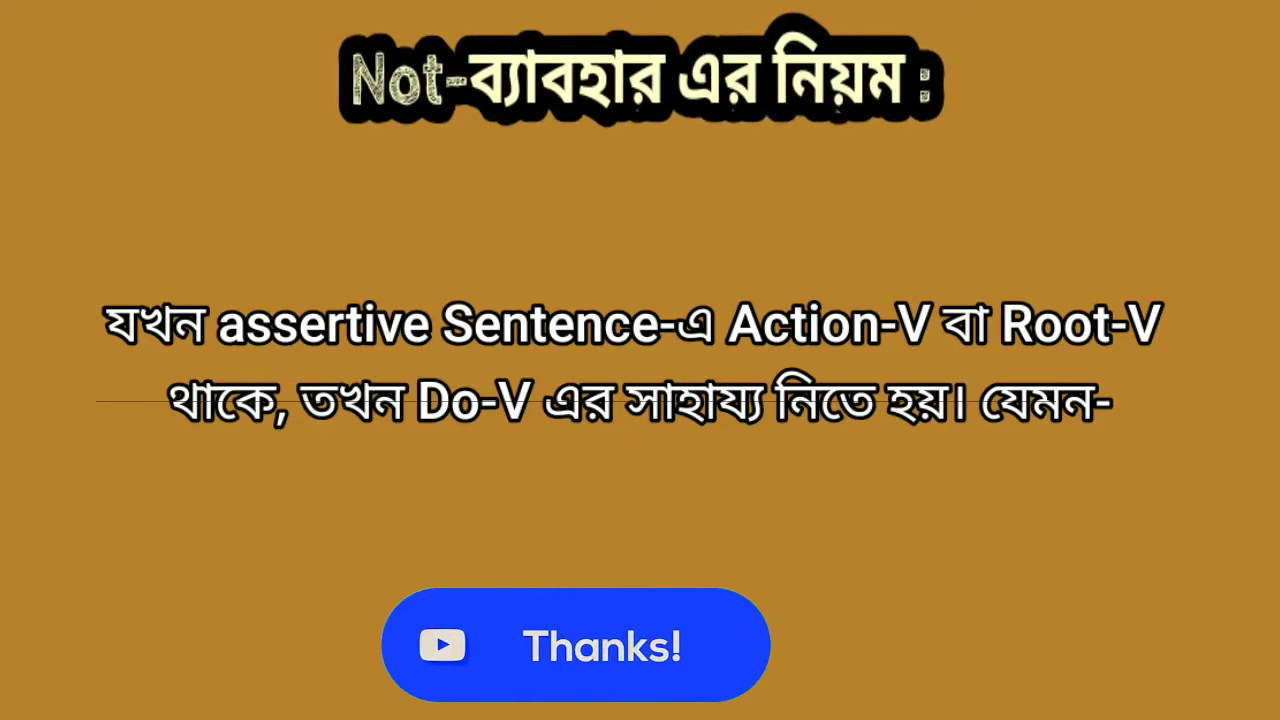 Not-ব্যাবহার এর নিয়ম :
যখন assertive Sentence-এ Action-V বা Root-V
থাকে, তখন Do-V এর সাহায্য নিতে হয়। যেমন-
Thanks!